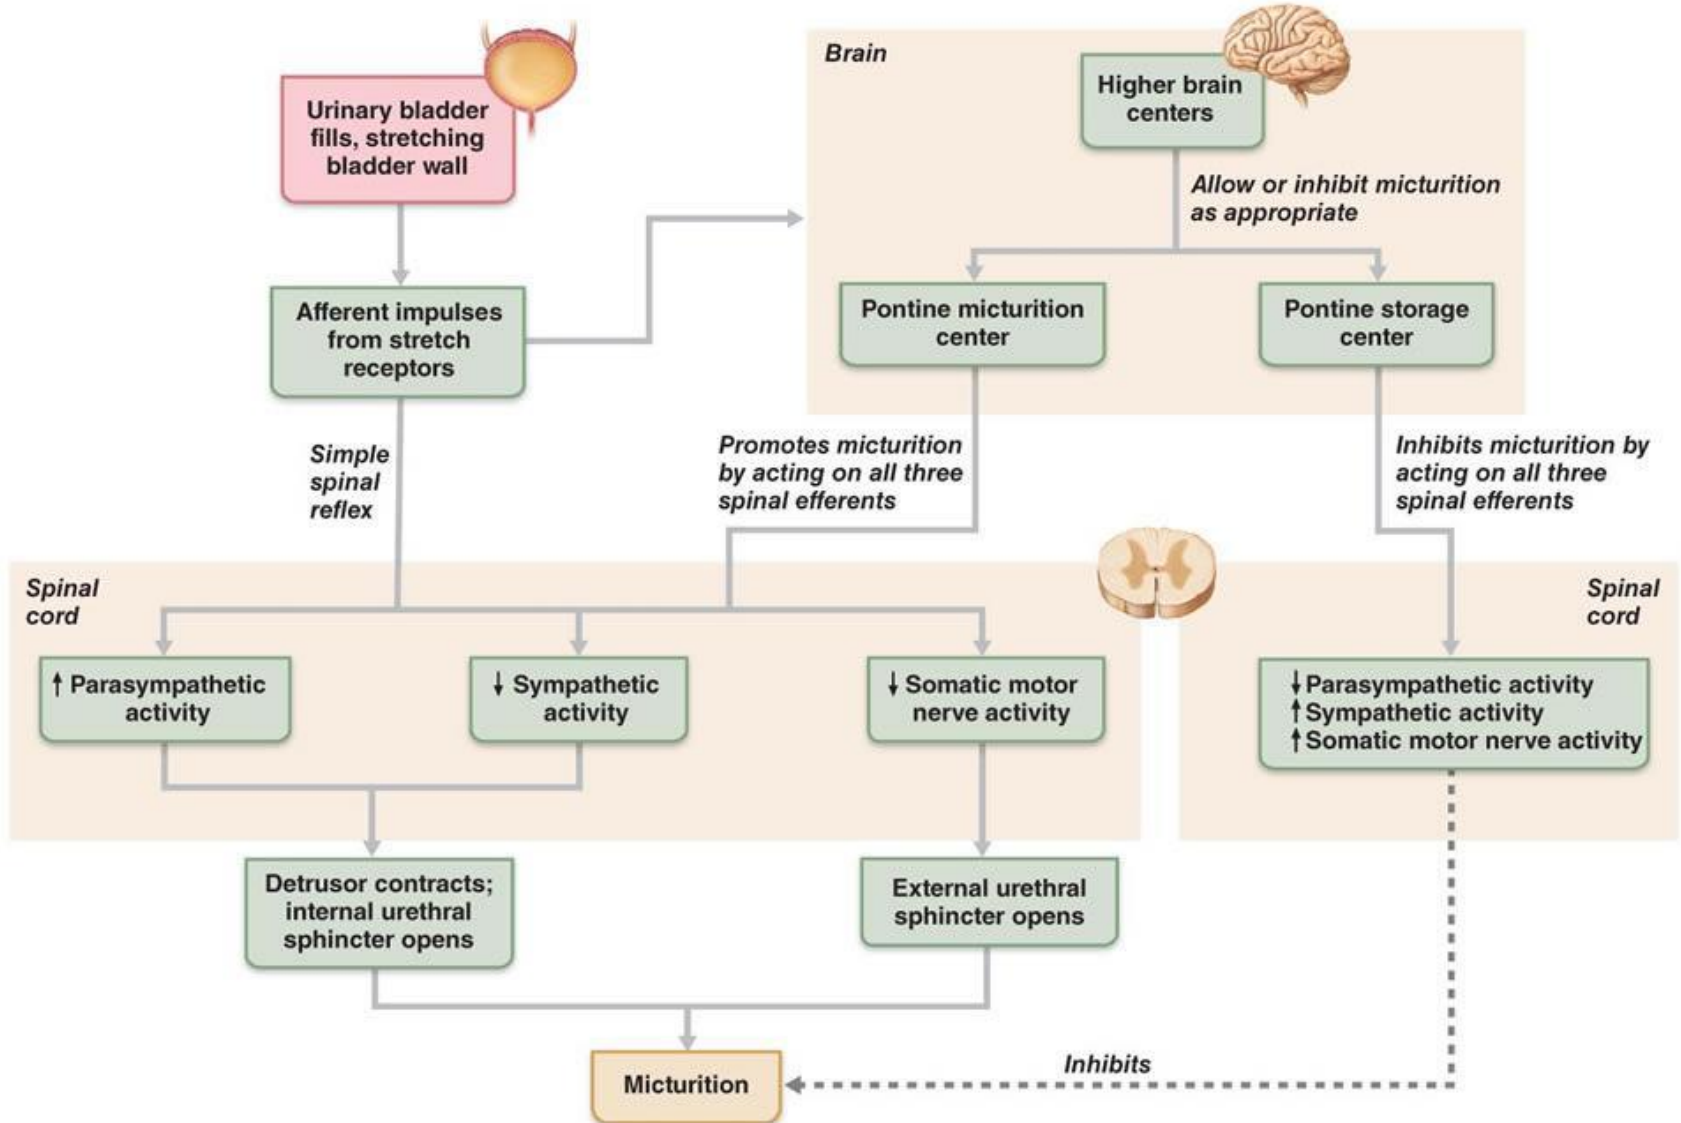 Urinary bladder
fills, stretching
bladder wall
Afferent impulses
from stretch
receptors
Simple
spinal
reflex
Brain
Higher brain
centers
Allow or inhibit micturition
as appropriate
Pontine micturition
center
Pontine storage
center
Promotes micturition
by acting on all three
spinal efferents
Inhibits micturition by
acting on all three
spinal efferents
Spinal
cord
Spinal
cord
↑ Parasympathetic
activity
↓ Sympathetic
activity
↓ Somatic motor
nerve activity
↓ Parasympathetic activity
↑ Sympathetic activity
↑ Somatic motor nerve activity
Detrusor contracts;
internal urethral
sphincter opens
External urethral
sphincter opens
Micturition
Inhibits